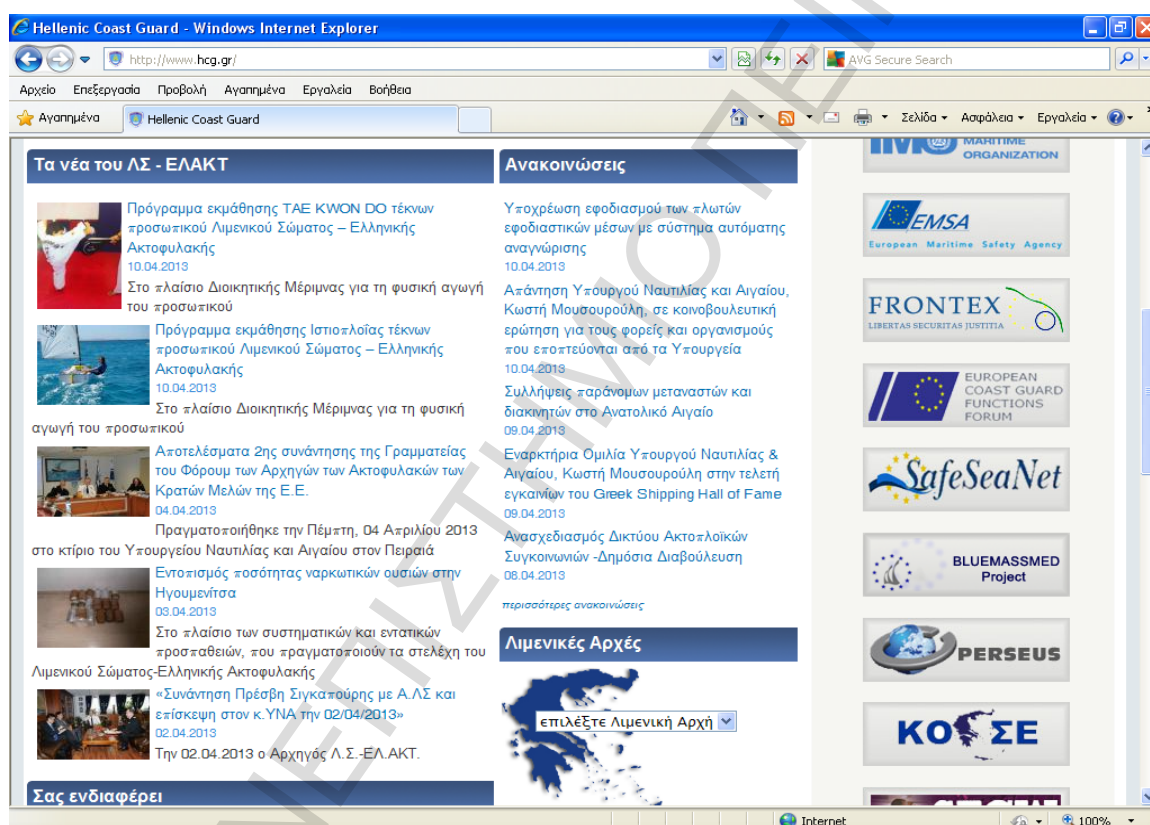 Hellenic Coast Guard - Windows Internet Explorer
http://www.hcg.gr/
AVG Secure Search
Αρχείο Επεξεργασία Προβολή Αγαπημένα Εργαλεία Βοήθεια
Αγαπημένα
Hellenic Coast Guard
Σελίδα
Ασφάλεια
Εργαλεία
Τα νέα του ΛΣ - ΕΛΑΚΤ
Πρόγραμμα εκμάθησης TAE KWON DO τέκνων
προσωπικού Λιμενικού Σώματος – Ελληνικής
Ακτοφυλακής
10.04.2013
Στο πλαίσιο Διοικητικής Μέριμνας για τη φυσική αγωγή
του προσωπικού
Πρόγραμμα εκμάθησης Ιστιοπλοΐας τέκνων
προσωπικού Λιμενικού Σώματος – Ελληνικής
Ακτοφυλακής
10.04.2013
Στο πλαίσιο Διοικητικής Μέριμνας για τη φυσική
αγωγή του προσωπικού
Αποτελέσματα 2ης συνάντησης της Γραμματείας
του Φόρουμ των Αρχηγών των Ακτοφυλακών των
Κρατών Μελών της Ε.Ε.
04.04.2013
Πραγματοποιήθηκε την Πέμπτη, 04 Απριλίου 2013
στο κτίριο του Υπουργείου Ναυτιλίας και Αιγαίου στον Πειραιά
Εντοπισμός ποσότητας ναρκωτικών ουσιών στην
Ηγουμενίτσα
03.04.2013
Στο πλαίσιο των συστηματικών και εντατικών
προσπαθειών, που πραγματοποιούν τα στελέχη του
Λιμενικού Σώματος-Ελληνικής Ακτοφυλακής
«Συνάντηση Πρέσβη Σιγκαπούρης με Α.ΛΣ και
επίσκεψη στον κ.ΥΝΑ την 02/04/2013»
02.04.2013
Την 02.04.2013 ο Αρχηγός Λ.Σ.-ΕΛ.ΑΚΤ.
Σας ενδιαφέρει
Ανακοινώσεις
Υποχρέωση εφοδιασμού των πλωτών
εφοδιαστικών μέσων με σύστημα αυτόματης
αναγνώρισης
10.04.2013
Απάντηση Υπουργού Ναυτιλίας και Αιγαίου,
Κωστή Μουσουρούλη, σε κοινοβουλευτική
ερώτηση για τους φορείς και οργανισμούς
που εποπτεύονται από τα Υπουργεία
10.04.2013
Συλλήψεις παράνομων μεταναστών και
διακινητών στο Ανατολικό Αιγαίο
09.04.2013
Εναρκτήρια Ομιλία Υπουργού Ναυτιλίας &
Αιγαίου, Κωστή Μουσουρούλη στην τελετή
εγκαινίων του Greek Shipping Hall of Fame
09.04.2013
Ανασχεδιασμός Δικτύου Ακτοπλοϊκών
Συγκοινωνιών -Δημόσια Διαβούλευση
08.04.2013
περισσότερες ανακοινώσεις
Λιμενικές Αρχές
επιλέξτε Λιμενική Αρχή
MARITIME
ORGANIZATION
EMSA
European Maritime Safety Agency
FRONTEX
LIBERTAS SECURITAS JUSTITIA
EUROPEAN
COAST GUARD
FUNCTIONS
FORUM
SafeSeaNet
BLUEMASSMED
Project
PERSEUS
ΚΟ ΣΕ
Internet
100%
ΝΕΠΙΣΤΗΜΙΟ ΠΕΙ